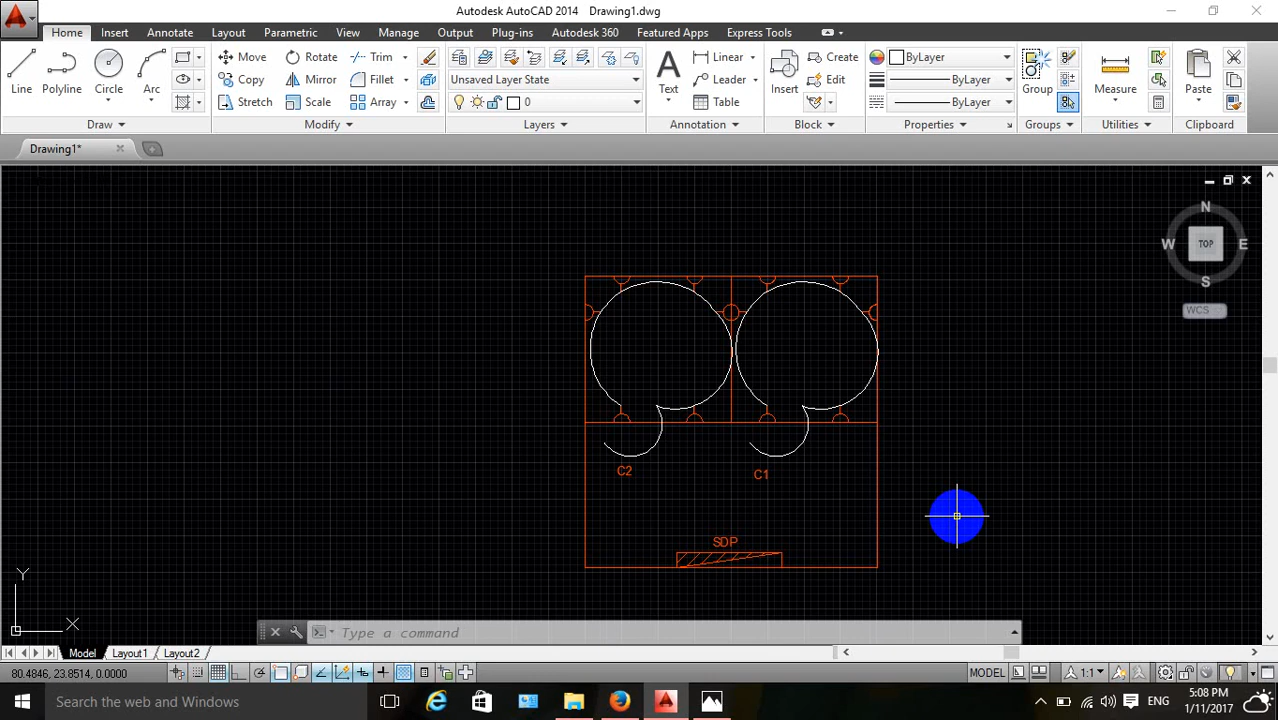 Autodesk AutoCAD 2014 Drawing1.dwg
Home Insert Annotate Layout Parametric View Manage Output Plug-ins Autodesk 360 Featured Apps Express Tools
Line Polyline Circle Arc
Move Rotate Trim
Copy Mirror Fillet
Stretch Scale Array
Unsaved Layer State
0
Text Linear
Leader
Table
Insert Create
Edit
ByLayer
ByLayer
ByLayer
Group Measure Paste
Draw Modify Layers Annotation Block Properties Groups Utilities Clipboard
Drawing1*
N
W TOP E
S
WCS
C2 C1
SDP
Y
X
Type a command
Model Layout1 Layout2
80.4846, 23.8514, 0.0000 MODEL 1:1
Search the web and Windows ENG 5:08 PM
1/11/2017